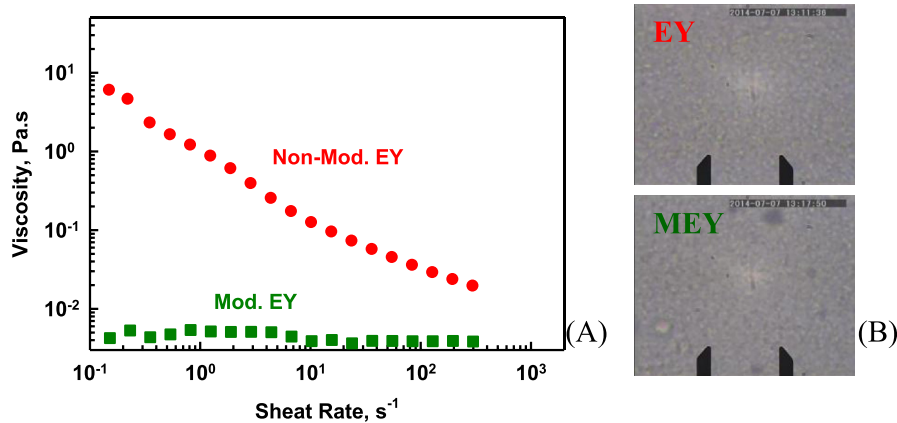 Viscosity, Pa.s
10¹
10⁰
10⁻¹
10⁻²
Non-Mod. EY
Mod. EY
10⁻¹ 10⁰ 10¹ 10² 10³
Sheat Rate, s⁻¹
(A)
2014-07-07 13:11:38
EY
2014-07-07 13:17:50
MEY
(B)